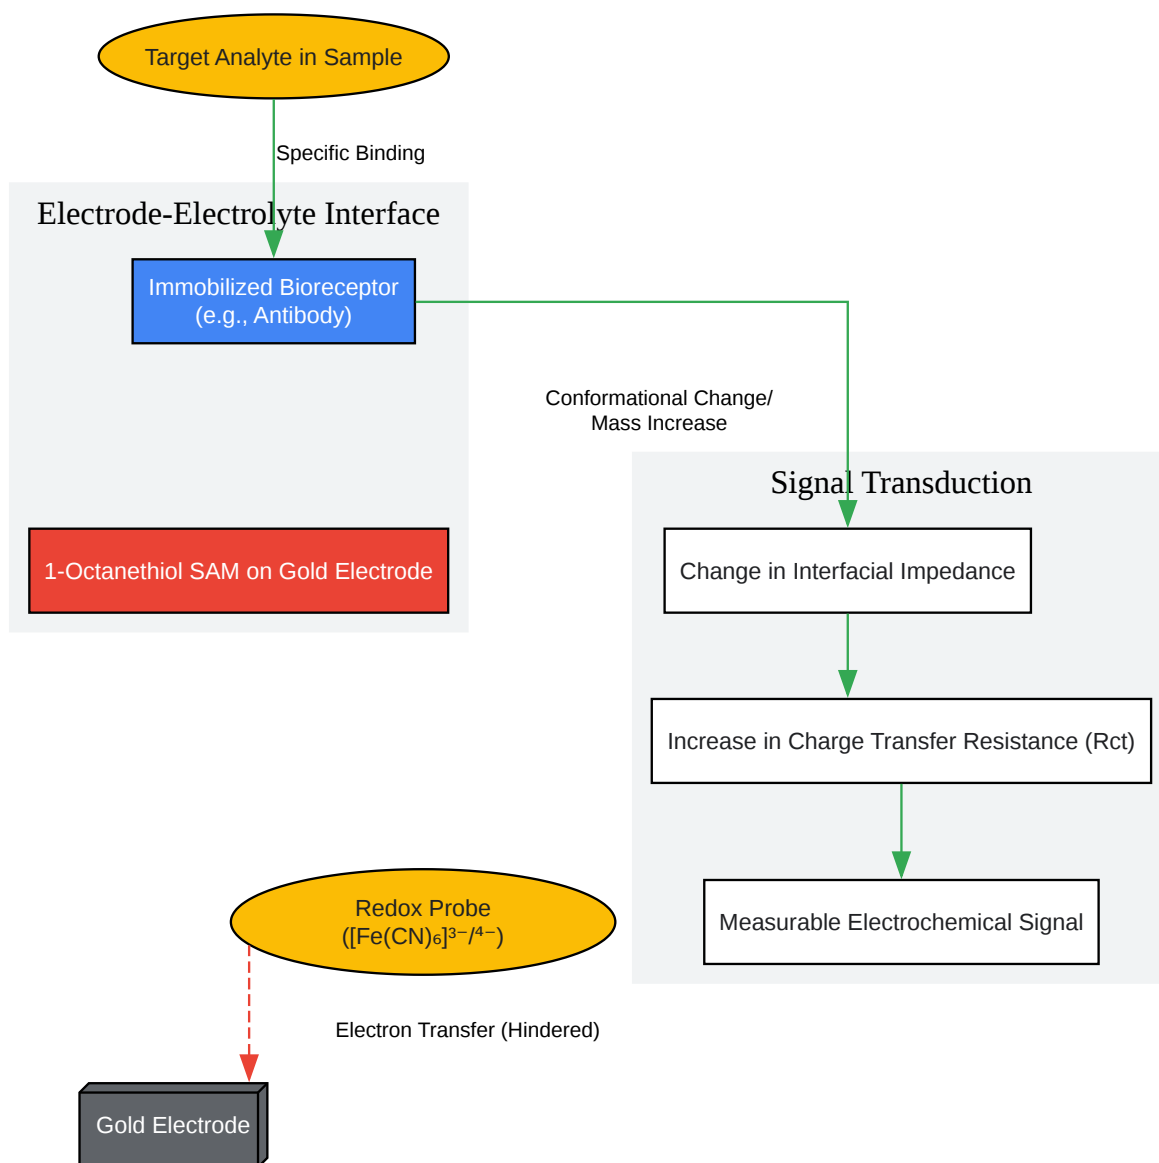 Target Analyte in Sample
Specific Binding
Electrode-Electrolyte Interface
Immobilized Bioreceptor
(e.g., Antibody)
Conformational Change/
Mass Increase
Signal Transduction
1-Octanethiol SAM on Gold Electrode
Change in Interfacial Impedance
Increase in Charge Transfer Resistance (Rct)
Redox Probe
([Fe(CN)₆]³⁻/⁴⁻)
Measurable Electrochemical Signal
Electron Transfer (Hindered)
Gold Electrode